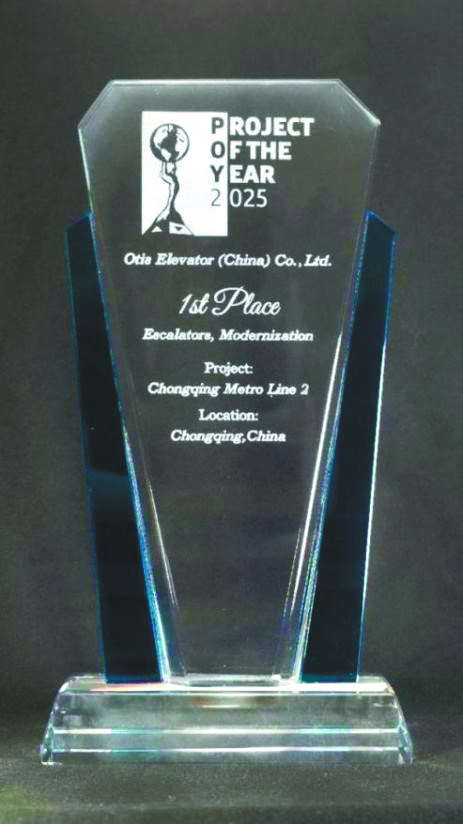 PROJECT
OF THE
YEAR
2025
Otis Elevator (China) Co., Ltd.
1st Place
Escalators, Modernization
Project:
Chongqing Metro Line 2
Location:
Chongqing,China